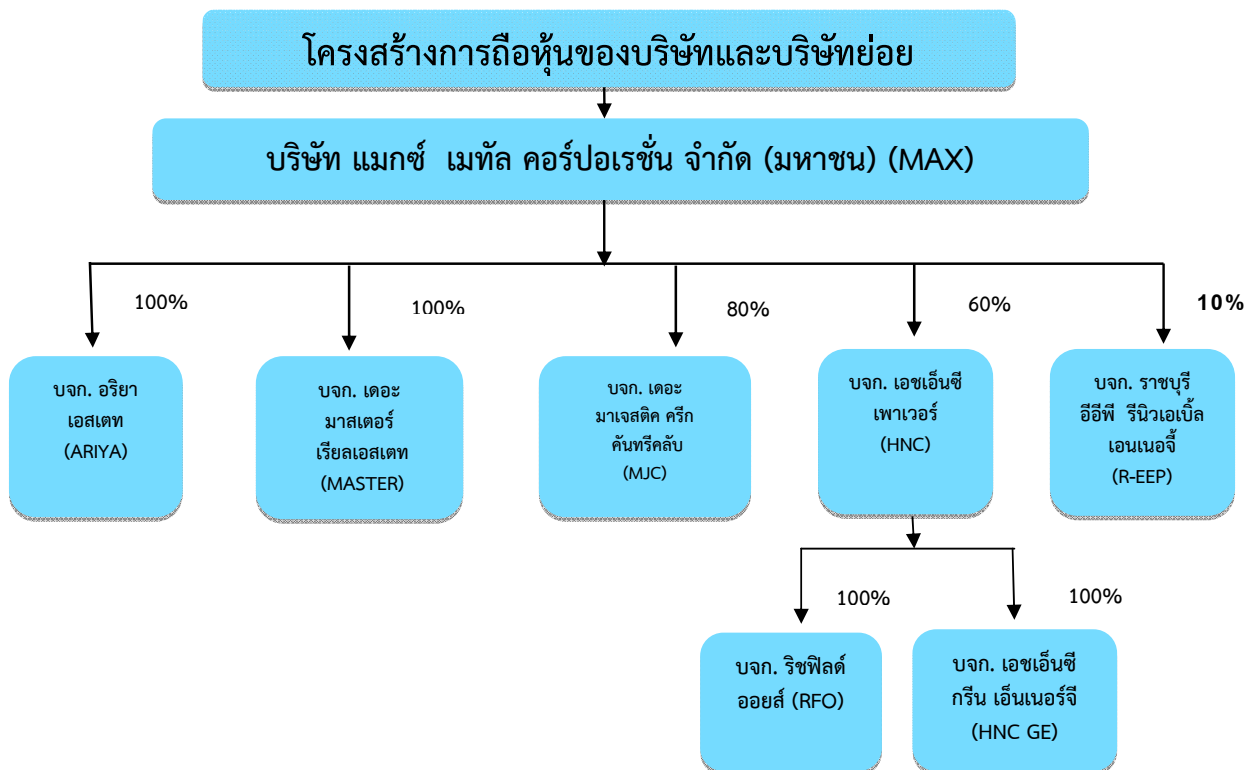 โครงสร้างการถือหุ้นของบริษัทและบริษัทย่อย
บริษัท แมกซ์ เมทัล คอร์ปอเรชั่น จำกัด (มหาชน) (MAX)
100%
100%
80%
60%
10%
บจก. อริยา
เอสเตท
(ARIYA)
บจก. เดอะ
มาสเตอร์
เรียลเอสเตท
(MASTER)
บจก. เดอะ
มาเจสติค ครีก
คันทรีคลับ
(MJC)
บจก. เอชเอ็นซี
เพาเวอร์
(HNC)
บจก. ราชบุรี
อีอีพี รีนิวเอเบิ้ล
เอนเนอจี้
(R-EEP)
100%
100%
บจก. ริชฟิลด์
ออยส์ (RFO)
บจก. เอชเอ็นซี
กรีน เอ็นเนอร์จี
(HNC GE)